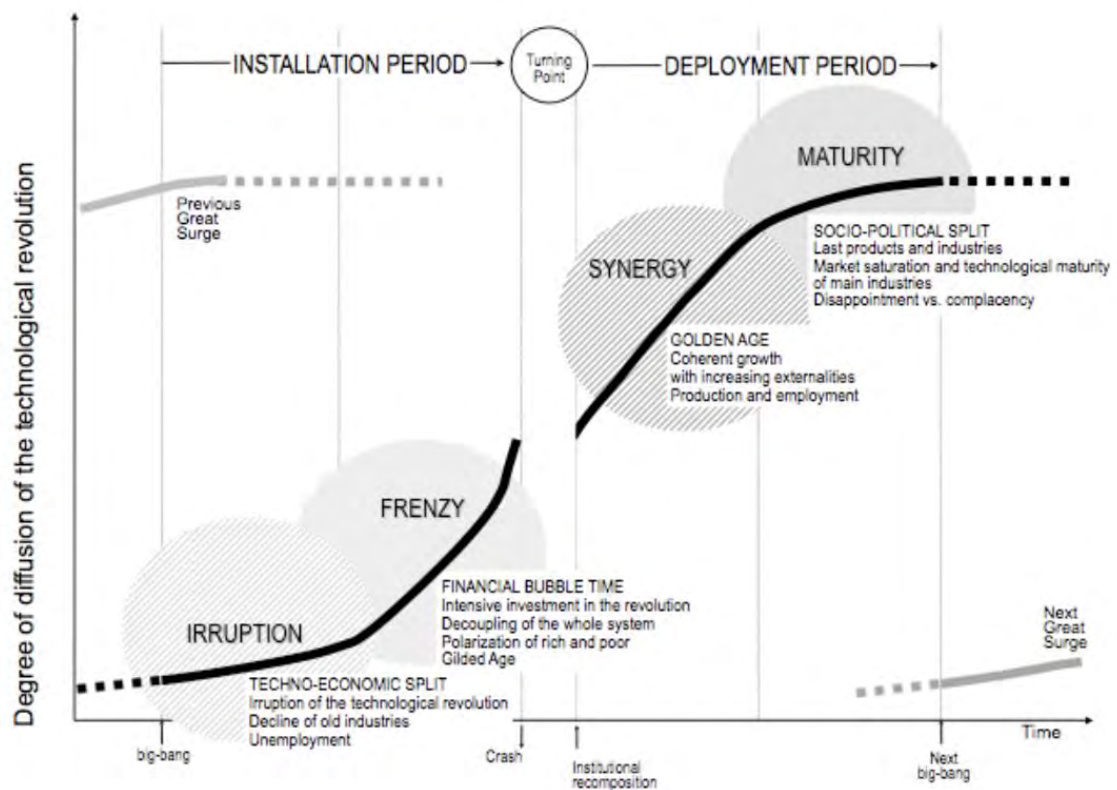 INSTALLATION PERIOD
Turning
Point
DEPLOYMENT PERIOD
Degree of diffusion of the technological revolution
Previous
Great
Surge
MATURITY
SOCIO-POLITICAL SPLIT
Last products and industries
Market saturation and technological maturity
of main industries
Disappointment vs. complacency
SYNERGY
GOLDEN AGE
Coherent growth
with increasing externalities
Production and employment
FRENZY
FINANCIAL BUBBLE TIME
Intensive investment in the revolution
Decoupling of the whole system
Polarization of rich and poor
Gilded Age
IRRUPTION
TECHNO-ECONOMIC SPLIT
Irruption of the technological revolution
Decline of old industries
Unemployment
Next
Great
Surge
Time
big-bang
Crash
Institutional
recomposition
Next
big-bang